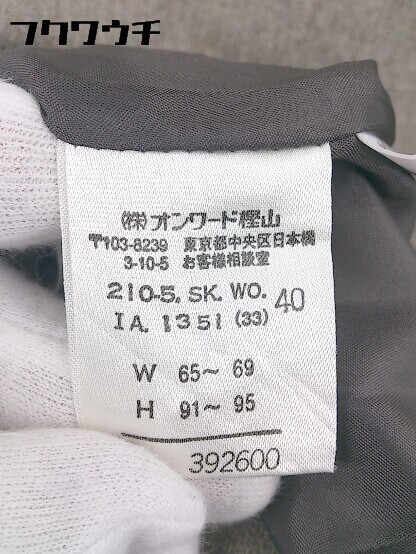 フクワウチ
(株)オンワード樫山
〒103-8239 東京都中央区日本橋
3-10-5 お客様相談室
210-5. SK. WO. 40
IA. 1351 (33)
W 65~ 69
H 91~ 95
392600